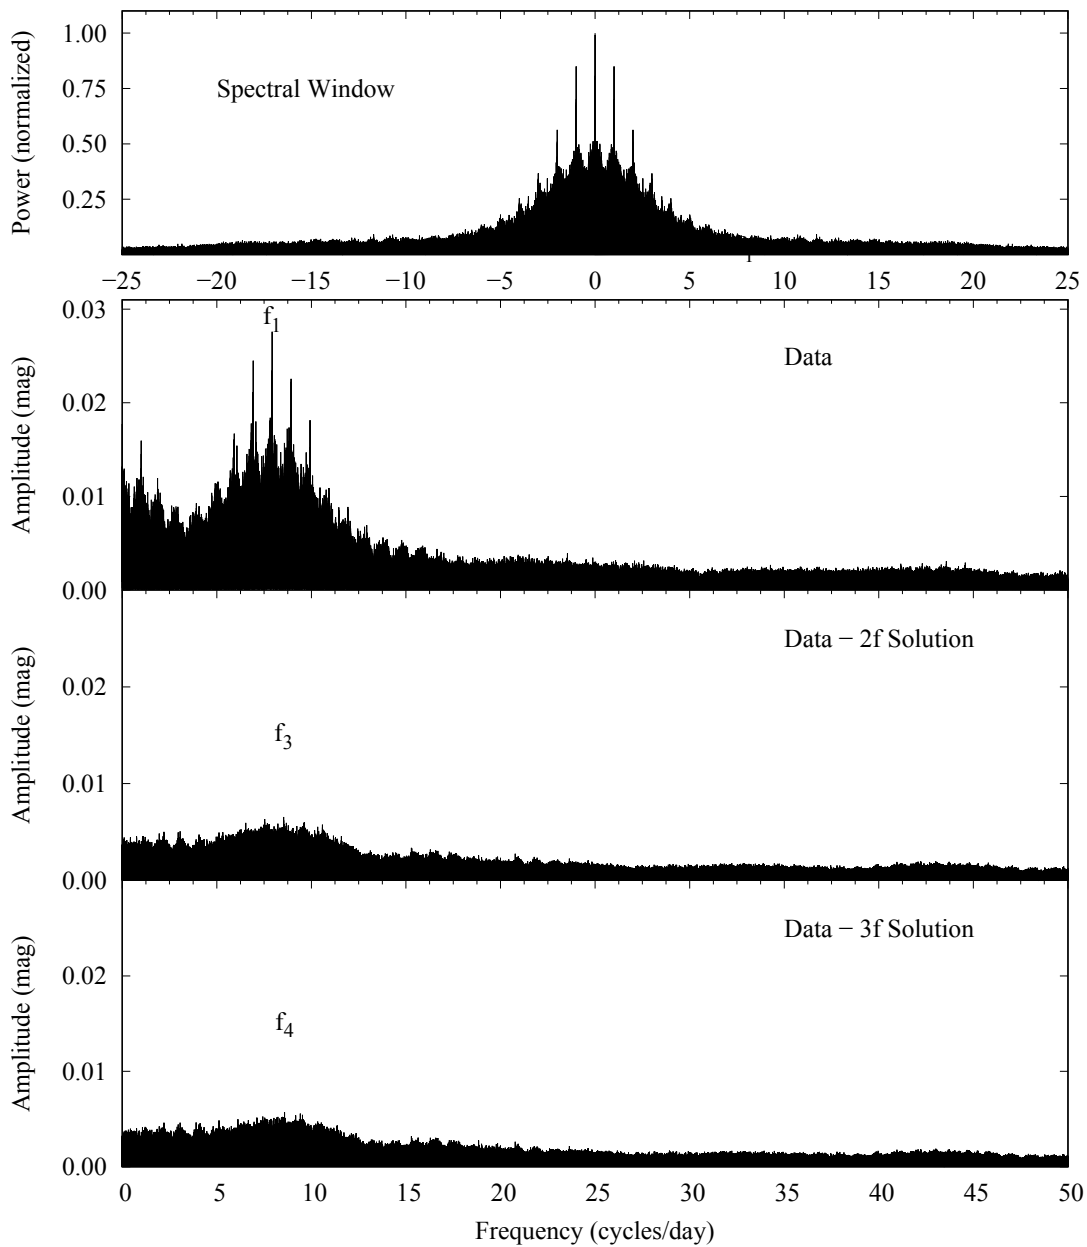 Power (normalized)
1.00
0.75
0.50
0.25
Spectral Window
−25 −20 −15 −10 −5 0 5 10 15 20 25
Amplitude (mag)
0.03
0.02
0.01
0.00
f1
Data
Amplitude (mag)
0.02
0.01
0.00
Data − 2f Solution
f3
Amplitude (mag)
0.02
0.01
0.00
Data − 3f Solution
f4
0 5 10 15 20 25 30 35 40 45 50
Frequency (cycles/day)